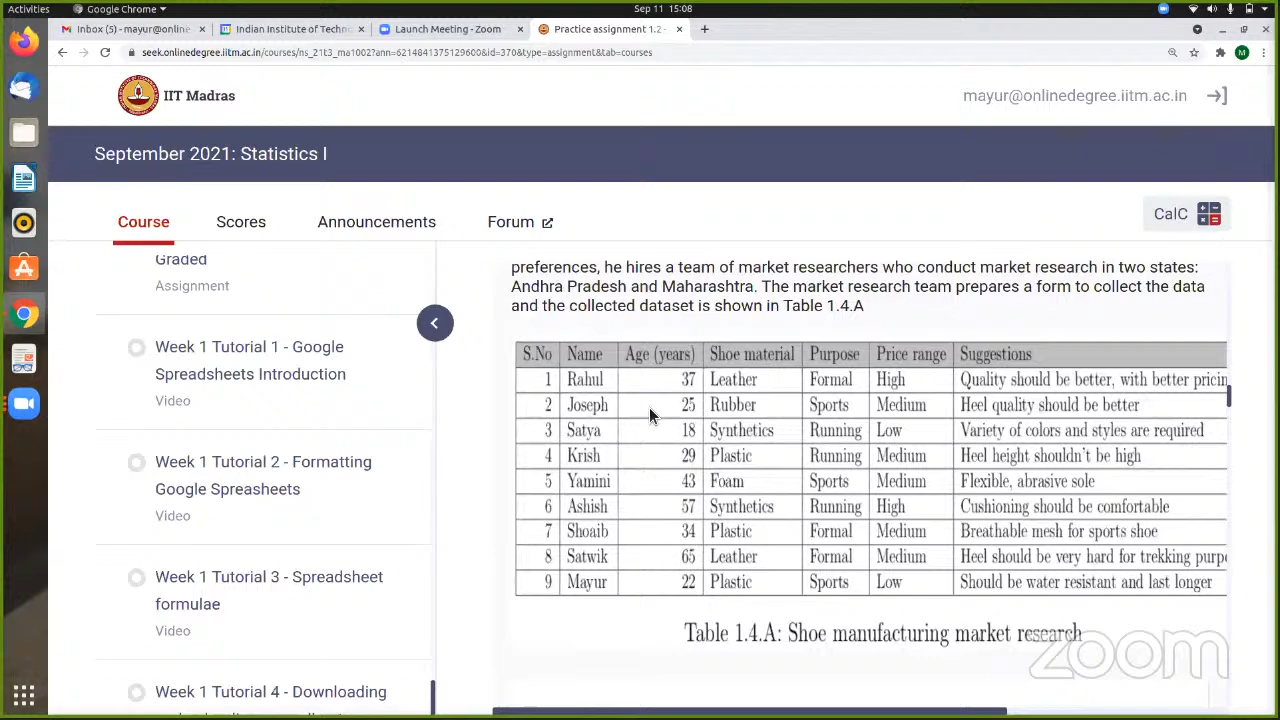 Activities
Google Chrome
Sep 11 15:08
Inbox (5) - mayur@online
Indian Institute of Techn
Launch Meeting - Zoom
Practice assignment 1.2 -
seek.onlinedegree.iitm.ac.in/courses/ns_21t3_ma1002?ann=6214841375129600&id=370&type=assignment&tab=courses
M
IIT Madras
mayur@onlinedegree.iitm.ac.in
September 2021: Statistics I
Course Scores Announcements Forum
CalC
Graded
Assignment
Week 1 Tutorial 1 - Google
Spreadsheets Introduction
Video
Week 1 Tutorial 2 - Formatting
Google Spreasheets
Video
Week 1 Tutorial 3 - Spreadsheet
formulae
Video
Week 1 Tutorial 4 - Downloading
preferences, he hires a team of market researchers who conduct market research in two states:
Andhra Pradesh and Maharashtra. The market research team prepares a form to collect the data
and the collected dataset is shown in Table 1.4.A
S.No Name Age (years) Shoe material Purpose Price range Suggestions
1 Rahul 37 Leather Formal High Quality should be better, with better pricin
2 Joseph 25 Rubber Sports Medium Heel quality should be better
3 Satya 18 Synthetics Running Low Variety of colors and styles are required
4 Krish 29 Plastic Running Medium Heel height shouldn't be high
5 Yamini 43 Foam Sports Medium Flexible, abrasive sole
6 Ashish 57 Synthetics Running High Cushioning should be comfortable
7 Shoaib 34 Plastic Formal Medium Breathable mesh for sports shoe
8 Satwik 65 Leather Formal Medium Heel should be very hard for trekking purp
9 Mayur 22 Plastic Sports Low Should be water resistant and last longer
Table 1.4.A: Shoe manufacturing market research
zoom